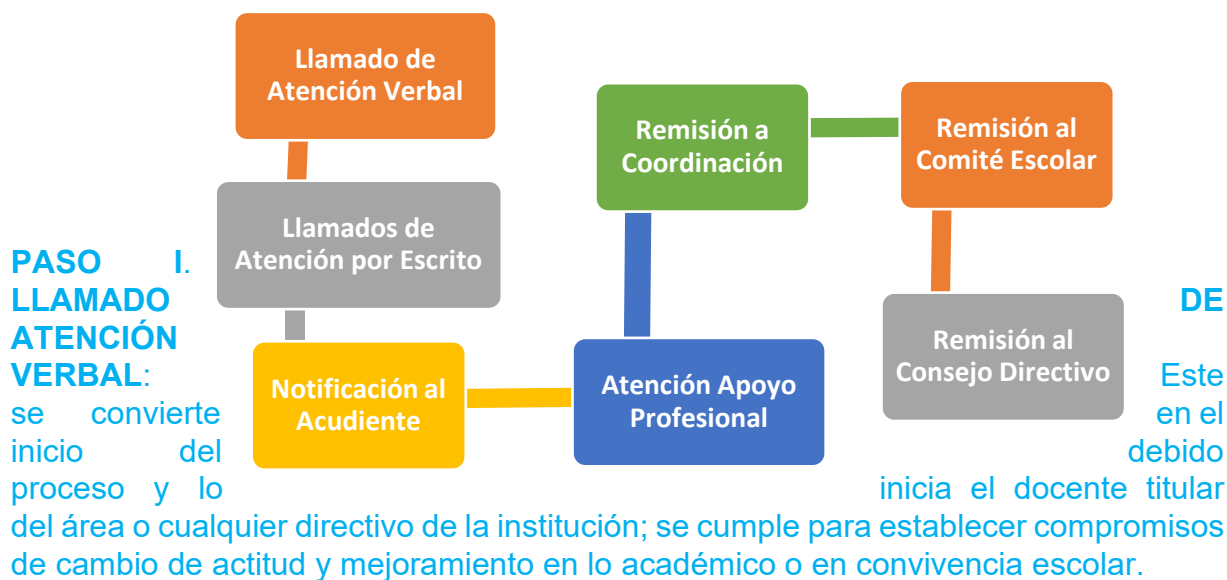 Llamado de
Atención Verbal
Llamados de
Atención por Escrito
Notificación al
Acudiente
Atención Apoyo
Profesional
Remisión a
Coordinación
Remisión al
Comité Escolar
Remisión al
Consejo Directivo
PASO I.
LLAMADO DE
ATENCIÓN
VERBAL: Este
se convierte en el
inicio del debido
proceso y lo inicia el docente titular
del área o cualquier directivo de la institución; se cumple para establecer compromisos
de cambio de actitud y mejoramiento en lo académico o en convivencia escolar.